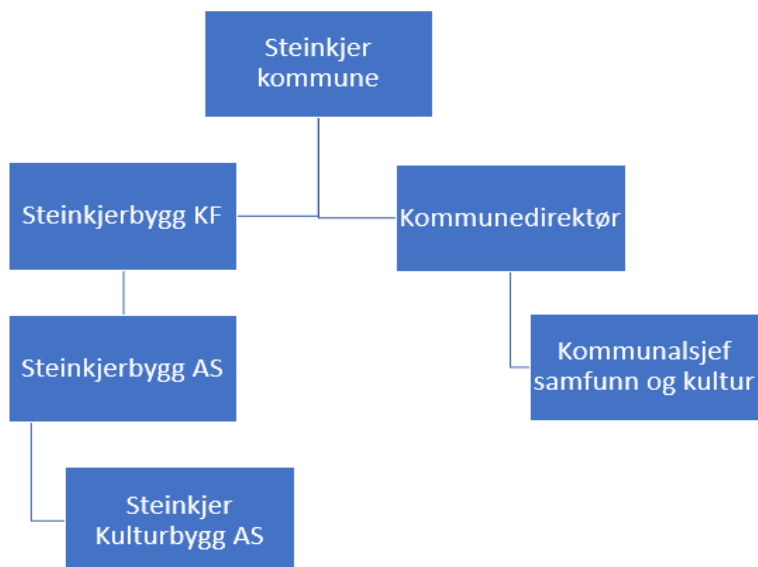 Steinkjer
kommune
Steinkjerbygg KF
Kommunedirektør
Steinkjerbygg AS
Kommunalsjef
samfunn og kultur
Steinkjer
Kulturbygg AS